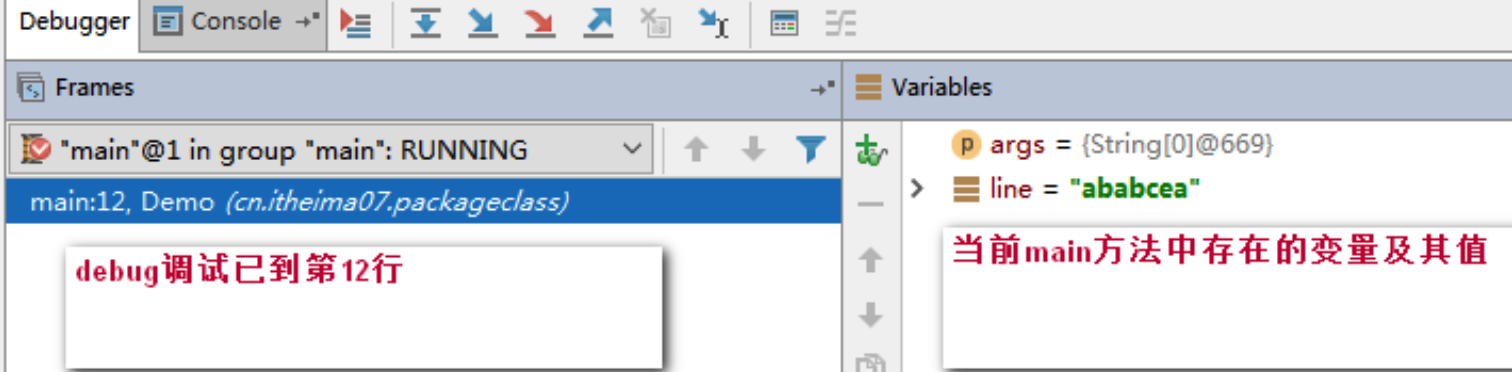 Debugger Console
Frames
Variables
"main"@1 in group "main": RUNNING
args = {String[0]@669}
line = "ababcea"
main:12, Demo (cn.itheima07.packageclass)
debug调试已到第12行
当前main方法中存在的变量及其值